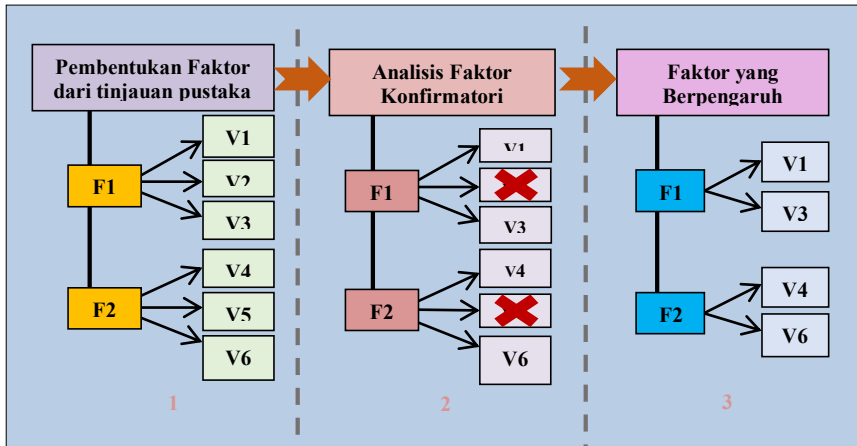 Pembentukan Faktor
dari tinjauan pustaka
F1
V1
V2
V3
F2
V4
V5
V6
1
Analisis Faktor
Konfirmatori
F1
V1
V3
F2
V4
V6
2
Faktor yang
Berpengaruh
F1
V1
V3
F2
V4
V6
3